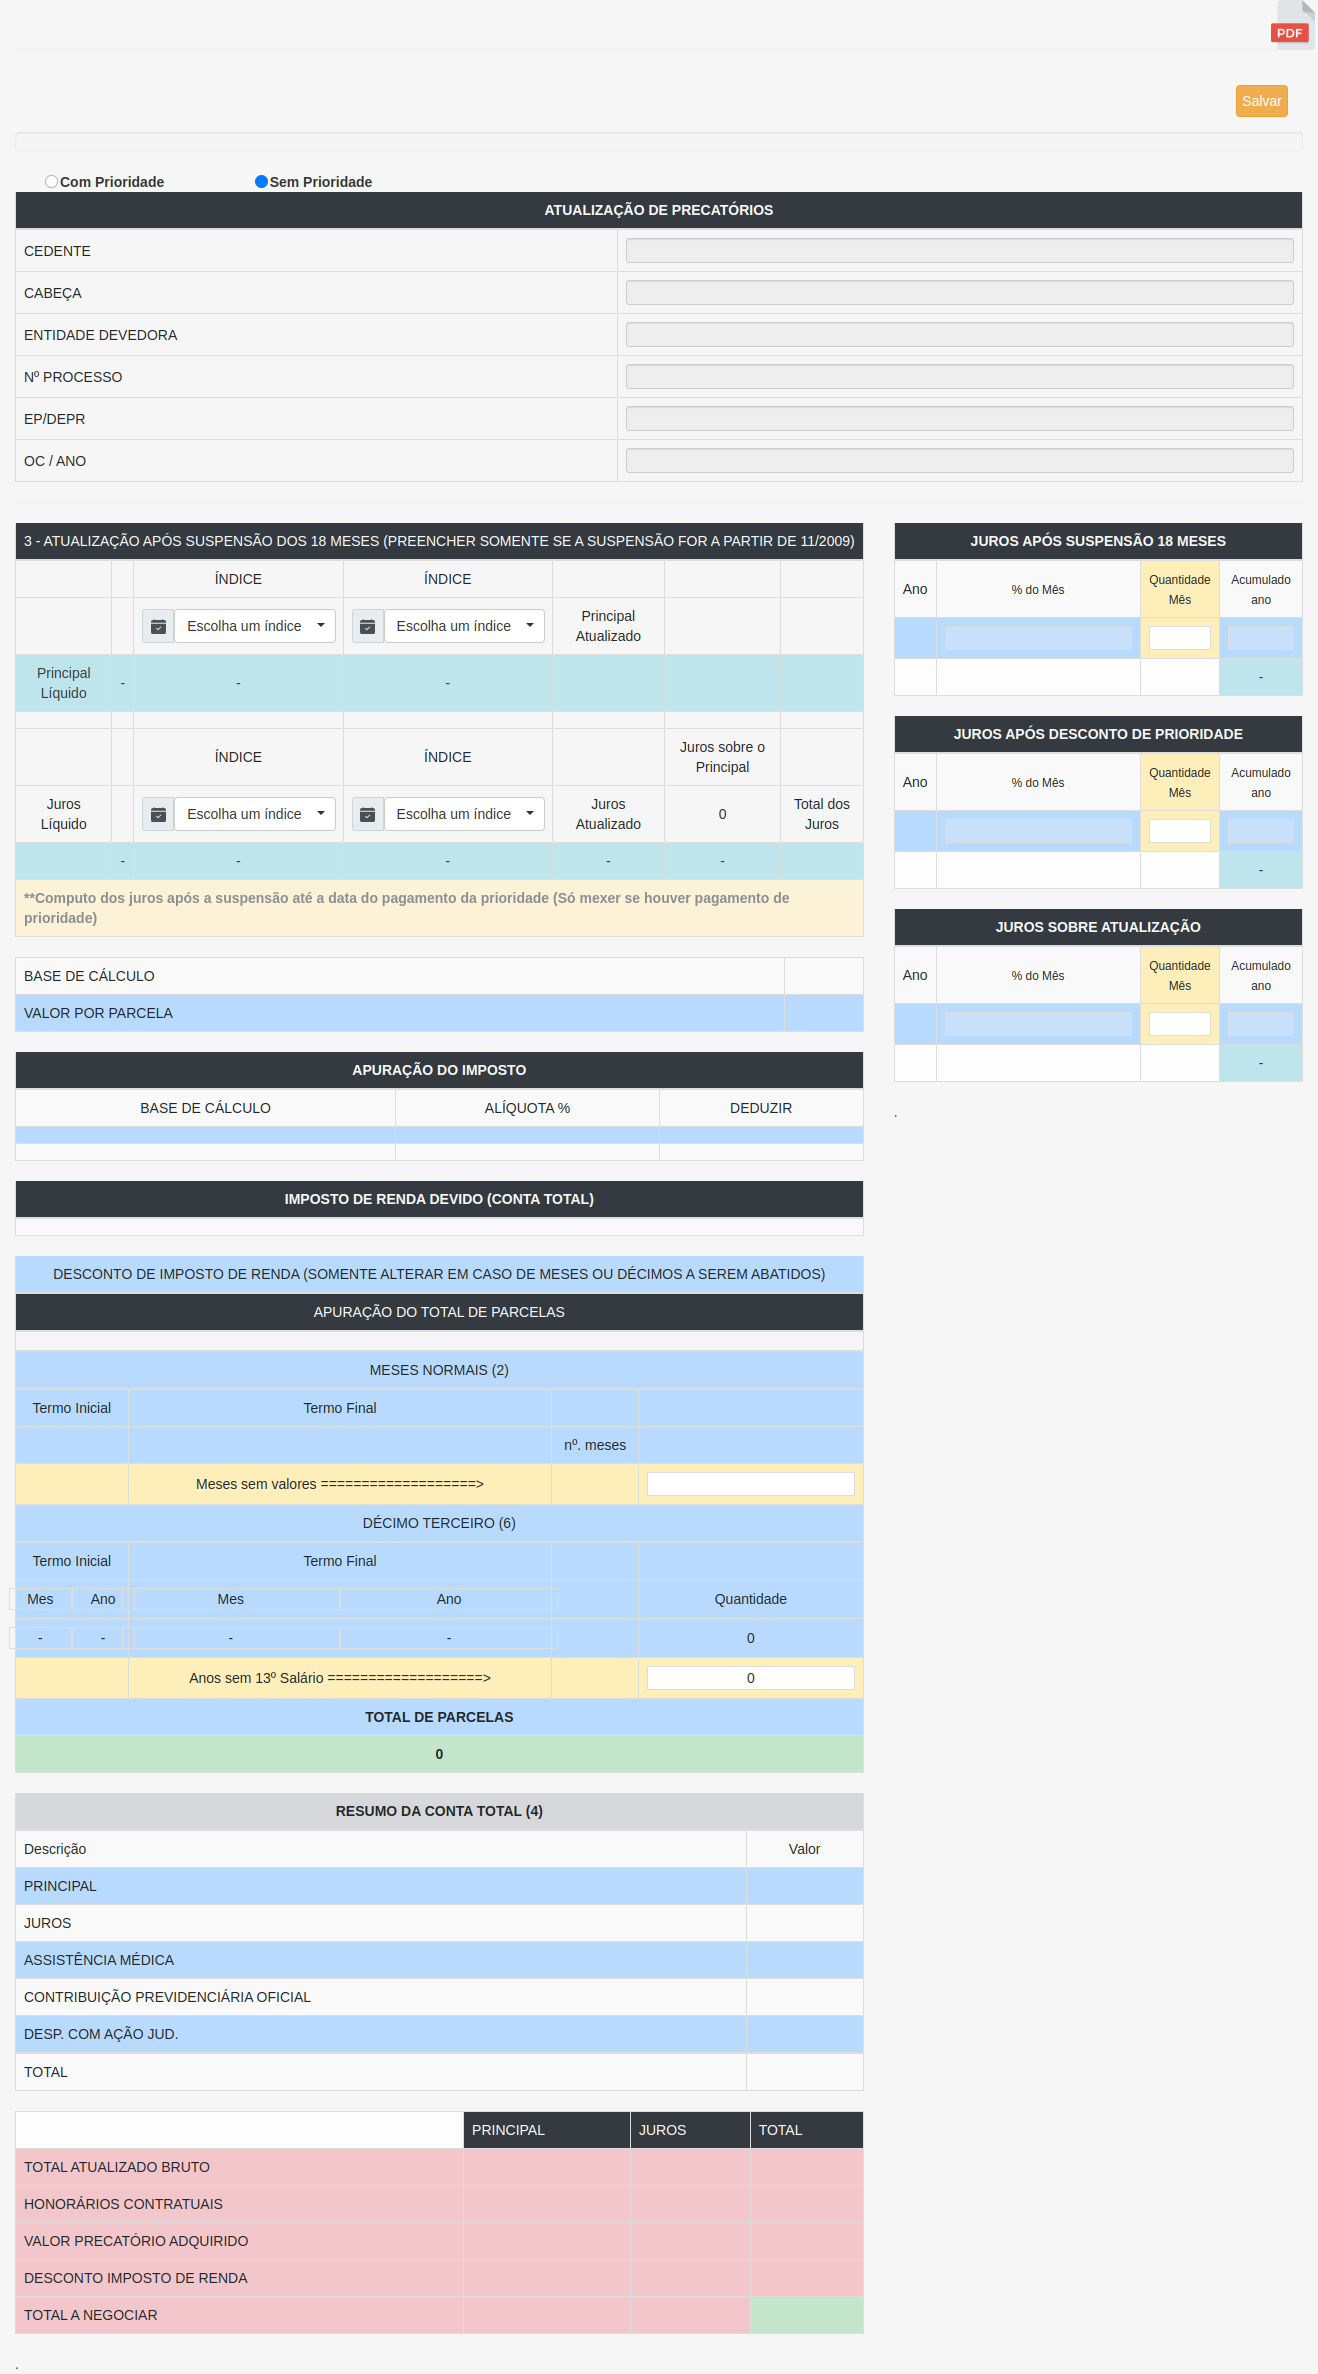 PDF
Salvar
Com Prioridade Sem Prioridade
ATUALIZAÇÃO DE PRECATÓRIOS
CEDENTE
CABEÇA
ENTIDADE DEVEDORA
Nº PROCESSO
EP/DEPR
OC / ANO
3 - ATUALIZAÇÃO APÓS SUSPENSÃO DOS 18 MESES (PREENCHER SOMENTE SE A SUSPENSÃO FOR A PARTIR DE 11/2009)
ÍNDICE ÍNDICE
Escolha um índice Escolha um índice Principal
Atualizado
Principal
Líquido - - -
ÍNDICE ÍNDICE Juros sobre o
Principal
Juros
Líquido Escolha um índice Escolha um índice Juros
Atualizado 0 Total dos
Juros
- - - - -
**Computo dos juros após a suspensão até a data do pagamento da prioridade (Só mexer se houver pagamento de
prioridade)
BASE DE CÁLCULO
VALOR POR PARCELA
APURAÇÃO DO IMPOSTO
BASE DE CÁLCULO ALÍQUOTA % DEDUZIR
IMPOSTO DE RENDA DEVIDO (CONTA TOTAL)
DESCONTO DE IMPOSTO DE RENDA (SOMENTE ALTERAR EM CASO DE MESES OU DÉCIMOS A SEREM ABATIDOS)
APURAÇÃO DO TOTAL DE PARCELAS
MESES NORMAIS (2)
Termo Inicial Termo Final
nº. meses
Meses sem valores ===================>
DÉCIMO TERCEIRO (6)
Termo Inicial Termo Final
Mes Ano Mes Ano Quantidade
- - - - 0
Anos sem 13º Salário ===================> 0
TOTAL DE PARCELAS
0
RESUMO DA CONTA TOTAL (4)
Descrição Valor
PRINCIPAL
JUROS
ASSISTÊNCIA MÉDICA
CONTRIBUIÇÃO PREVIDENCIÁRIA OFICIAL
DESP. COM AÇÃO JUD.
TOTAL
PRINCIPAL JUROS TOTAL
TOTAL ATUALIZADO BRUTO
HONORÁRIOS CONTRATUAIS
VALOR PRECATÓRIO ADQUIRIDO
DESCONTO IMPOSTO DE RENDA
TOTAL A NEGOCIAR
.
JUROS APÓS SUSPENSÃO 18 MESES
Ano % do Mês Quantidade
Mês Acumulado
ano
-
JUROS APÓS DESCONTO DE PRIORIDADE
Ano % do Mês Quantidade
Mês Acumulado
ano
-
JUROS SOBRE ATUALIZAÇÃO
Ano % do Mês Quantidade
Mês Acumulado
ano
-
.